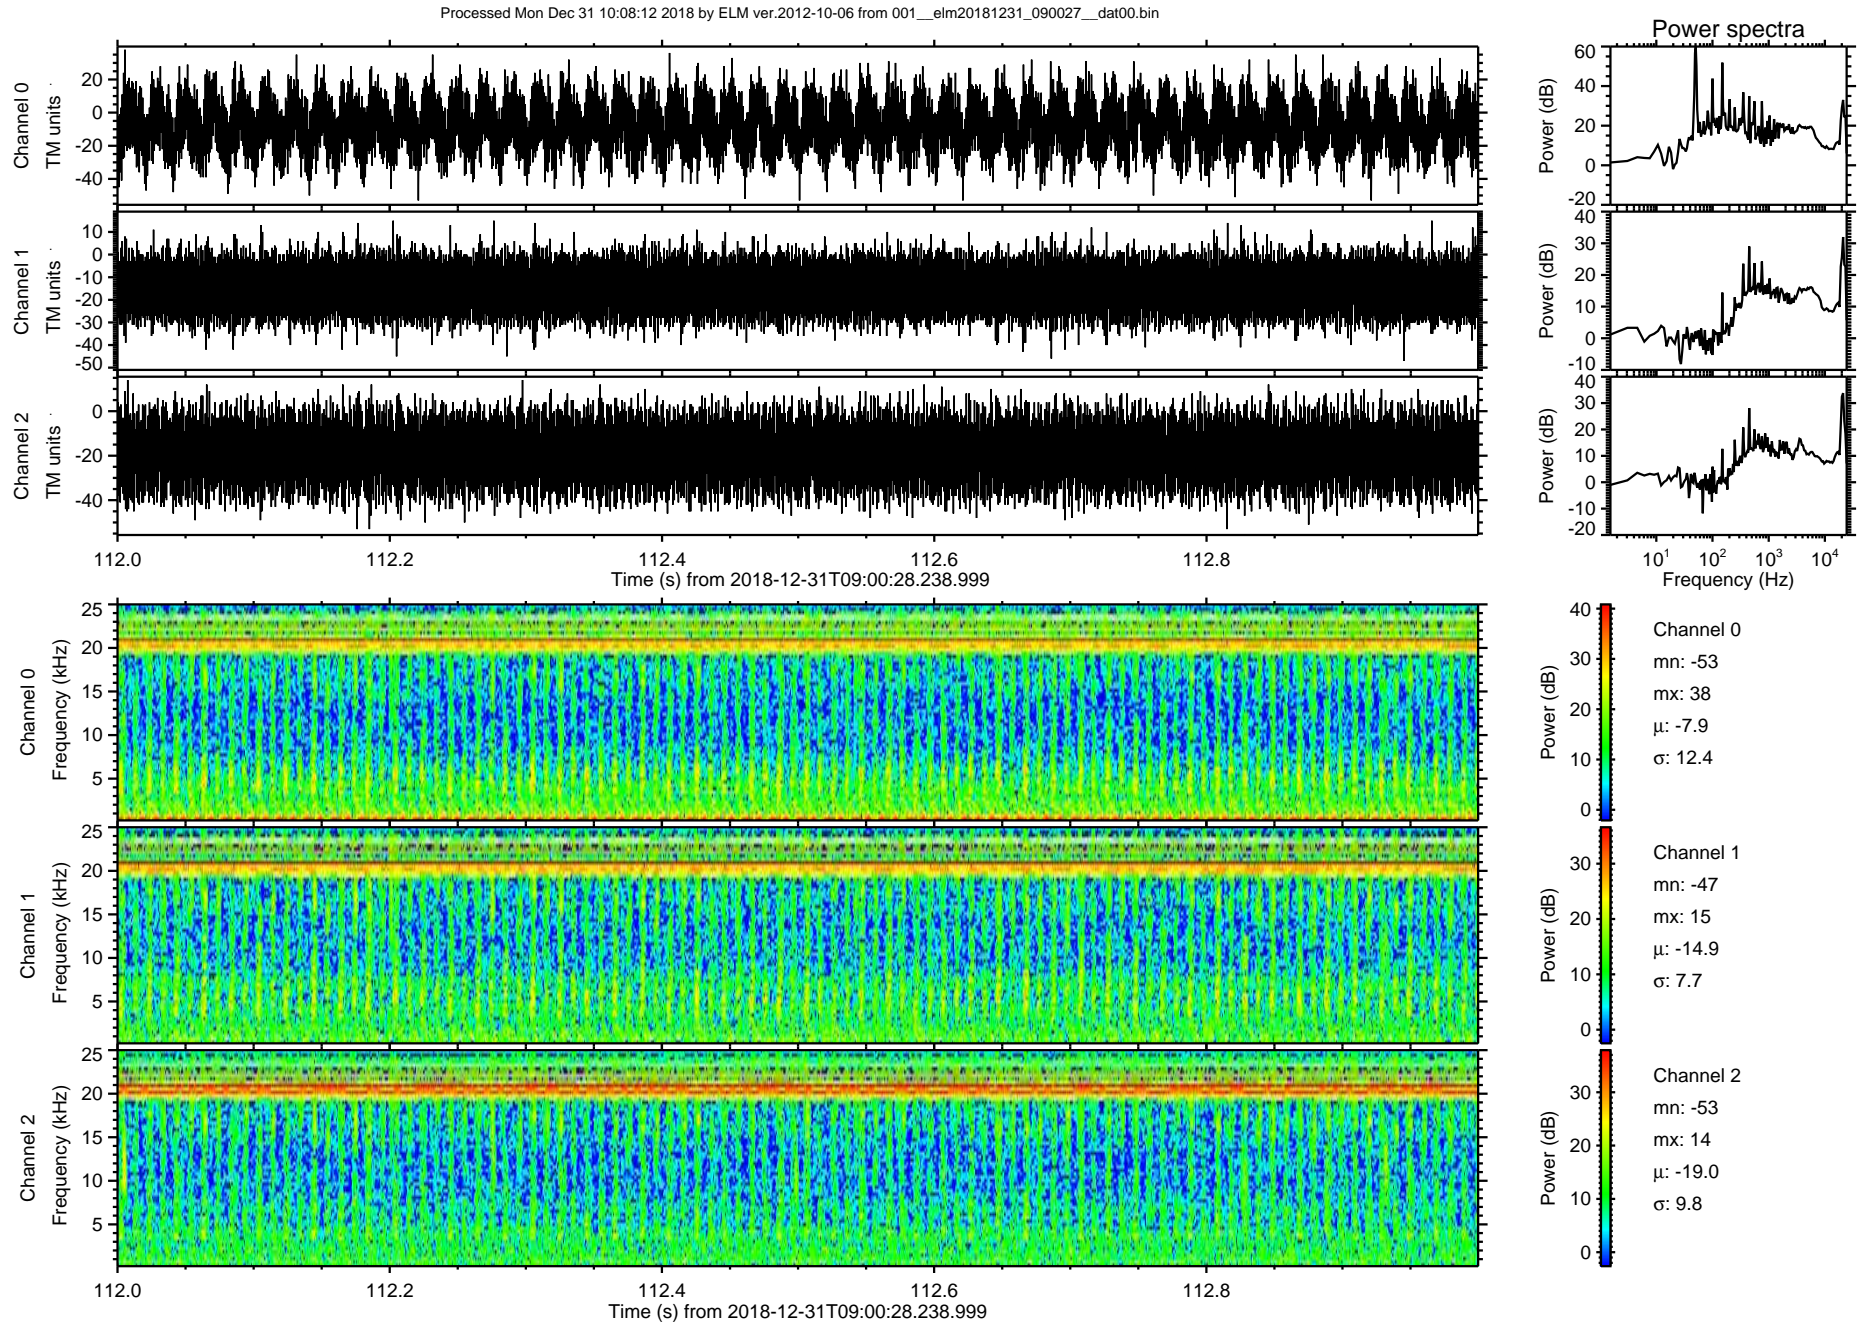 Processed Mon Dec 31 10:08:12 2018 by ELM ver.2012-10-06 from 001__elm20181231_090027__dat00.bin
Power spectra
Channel 0
TM units
20
0
-20
-40
Power (dB)
60
40
20
0
-20
Channel 1
TM units
10
0
-10
-20
-30
-40
-50
Power (dB)
40
30
20
10
0
-10
Channel 2
TM units
0
-20
-40
Power (dB)
40
30
20
10
0
-10
-20
112.0 112.2 112.4 112.6 112.8
Time (s) from 2018-12-31T09:00:28.238.999
10^1 10^2 10^3 10^4
Frequency (Hz)
Channel 0
Frequency (kHz)
25
20
15
10
5
Power (dB)
40
30
20
10
0
Channel 0
mn: -53
mx: 38
µ: -7.9
σ: 12.4
Channel 1
Frequency (kHz)
25
20
15
10
5
Power (dB)
30
20
10
0
Channel 1
mn: -47
mx: 15
µ: -14.9
σ: 7.7
Channel 2
Frequency (kHz)
25
20
15
10
5
Power (dB)
30
20
10
0
Channel 2
mn: -53
mx: 14
µ: -19.0
σ: 9.8
112.0 112.2 112.4 112.6 112.8
Time (s) from 2018-12-31T09:00:28.238.999